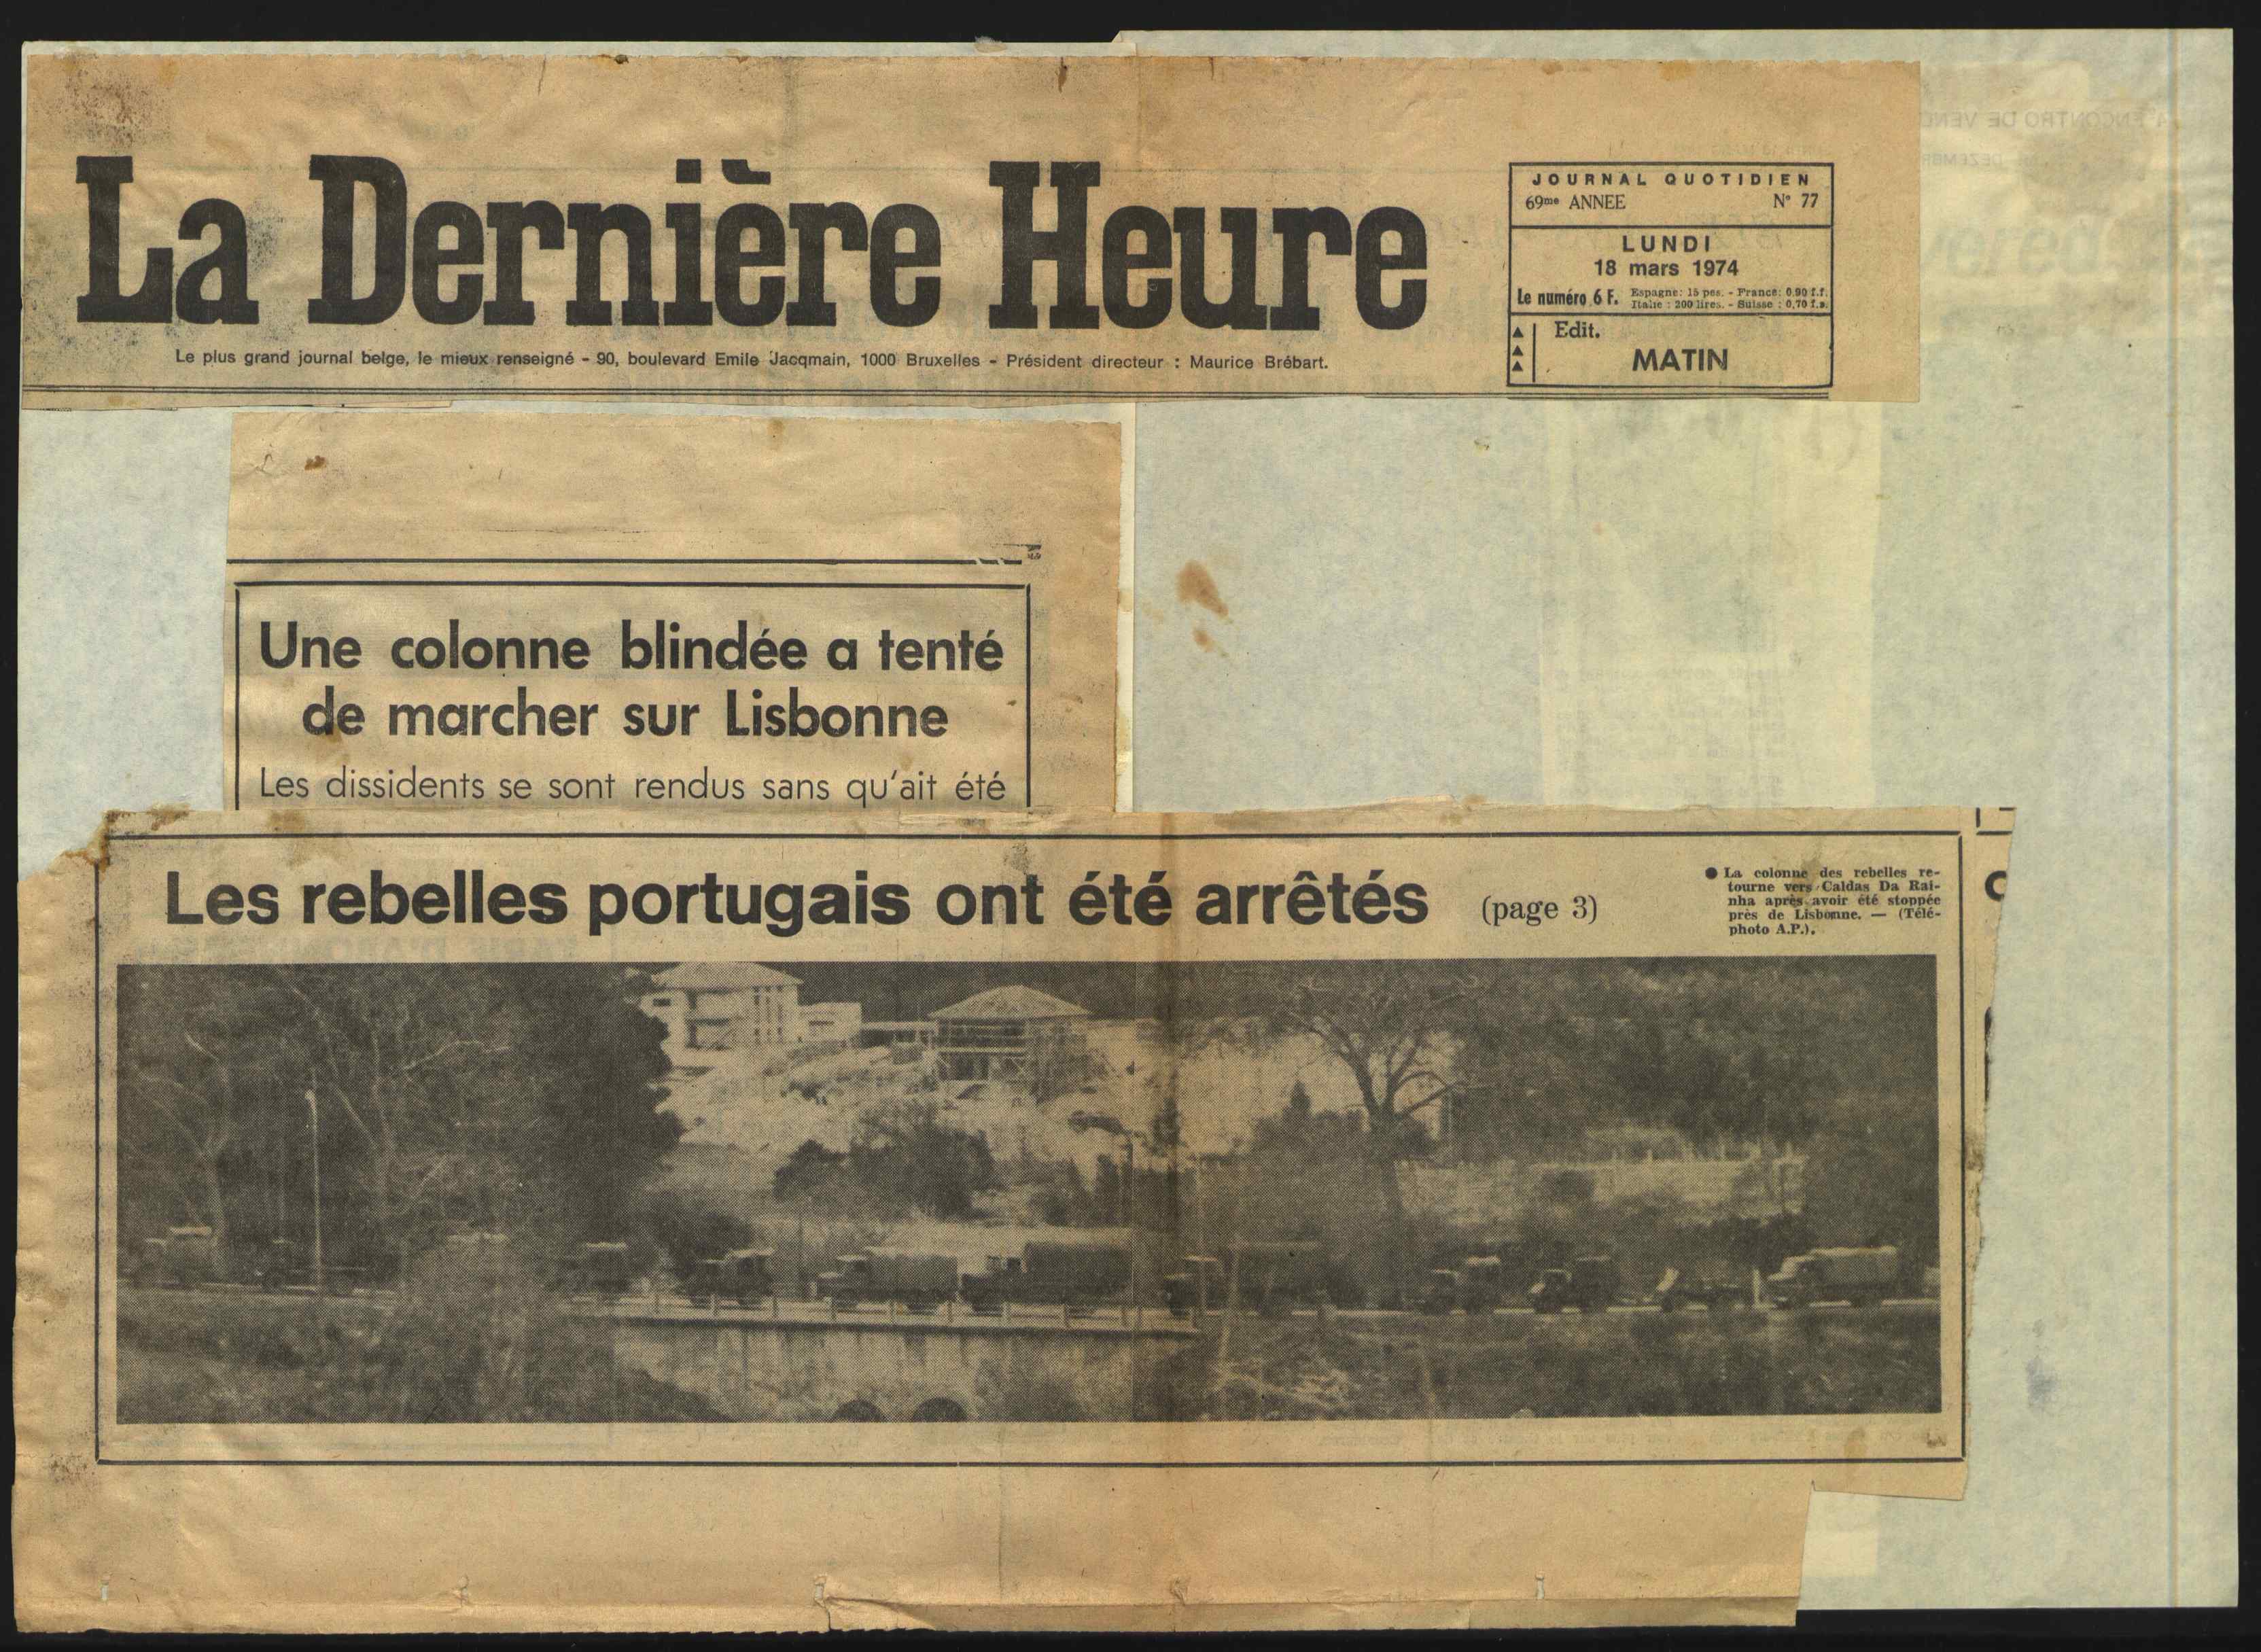 La Dernière Heure
Le plus grand journal belge, le mieux renseigné - 90, boulevard Emile Jacqmain, 1000 Bruxelles - Président directeur : Maurice Brébart.
JOURNAL QUOTIDIEN
69me ANNEE N° 77
LUNDI
18 mars 1974
Le numéro 6 F. Espagne: 15 pes. - France: 0,90 f.f.
Italie : 200 lires. - Suisse : 0,70 f.s.
Edit.
MATIN
Une colonne blindée a tenté
de marcher sur Lisbonne
Les dissidents se sont rendus sans qu'ait été
Les rebelles portugais ont été arrêtés (page 3)
● La colonne des rebelles re-
tourne vers Caldas Da Rai-
nha après avoir été stoppée
près de Lisbonne. — (Télé-
photo A.P.).